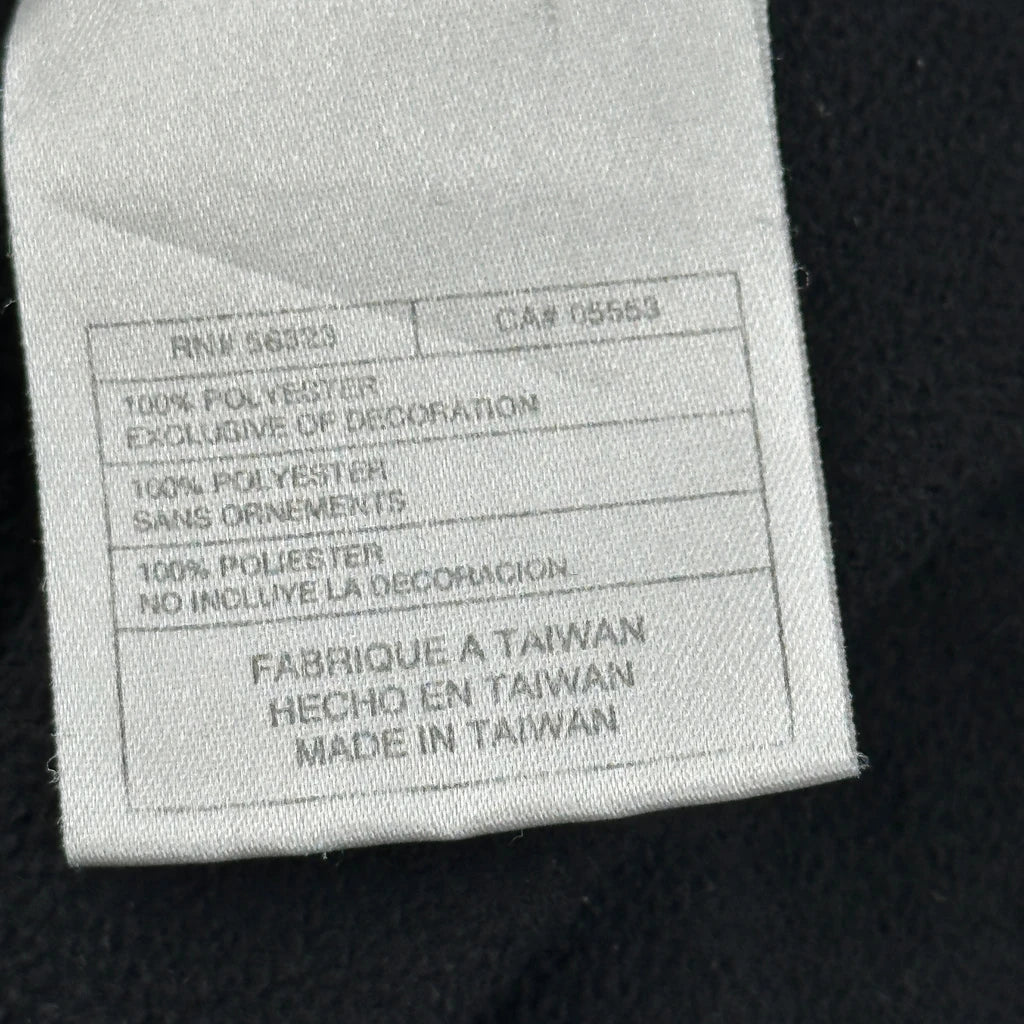 RN# 56323 CA# 05553
100% POLYESTER
EXCLUSIVE OF DECORATION
100% POLYESTER
SANS ORNEMENTS
100% POLIESTER
NO INCLUYE LA DECORACION
FABRIQUE A TAIWAN
HECHO EN TAIWAN
MADE IN TAIWAN